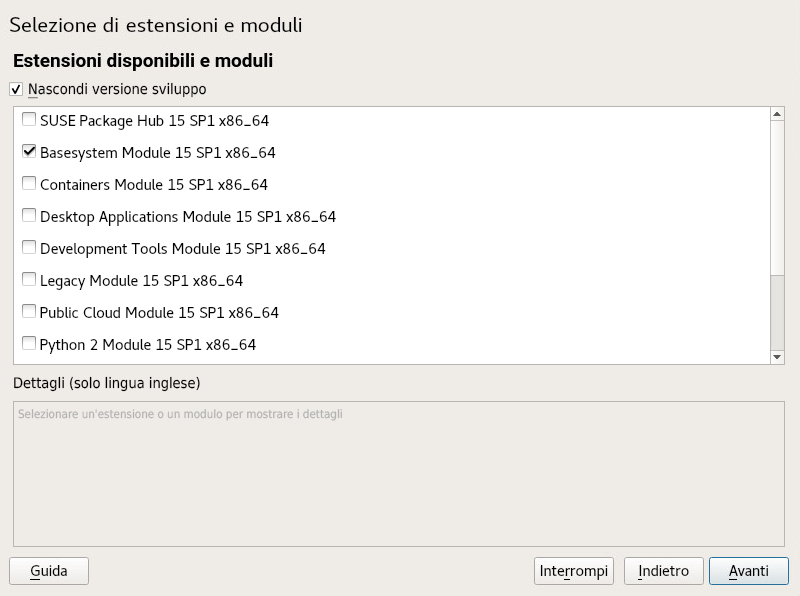 Selezione di estensioni e moduli
Estensioni disponibili e moduli
Nascondi versione sviluppo
SUSE Package Hub 15 SP1 x86_64
Basesystem Module 15 SP1 x86_64
Containers Module 15 SP1 x86_64
Desktop Applications Module 15 SP1 x86_64
Development Tools Module 15 SP1 x86_64
Legacy Module 15 SP1 x86_64
Public Cloud Module 15 SP1 x86_64
Python 2 Module 15 SP1 x86_64
Dettagli (solo lingua inglese)
Selezionare un'estensione o un modulo per mostrare i dettagli
Guida Interrompi Indietro Avanti